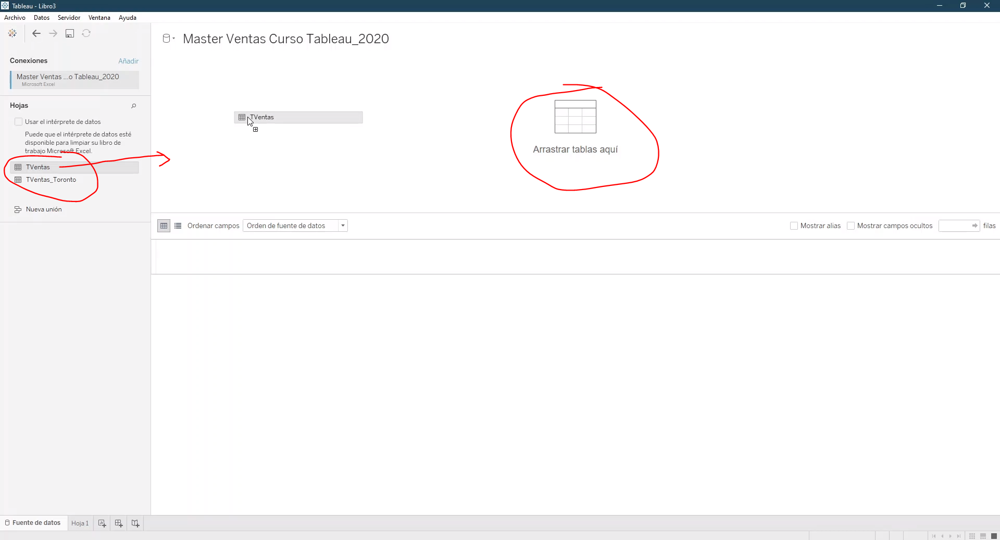 Tableau - Libro3
Archivo Datos Servidor Ventana Ayuda
Master Ventas Curso Tableau_2020
Conexiones Añadir
Master Ventas ...o Tableau_2020
Microsoft Excel
Hojas
TVentas
Usar el intérprete de datos
Puede que el intérprete de datos esté
disponible para limpiar su libro de
trabajo Microsoft Excel.
Arrastrar tablas aquí
TVentas
TVentas_Toronto
Nueva unión
Ordenar campos Orden de fuente de datos Mostrar alias Mostrar campos ocultos filas
Fuente de datos Hoja 1